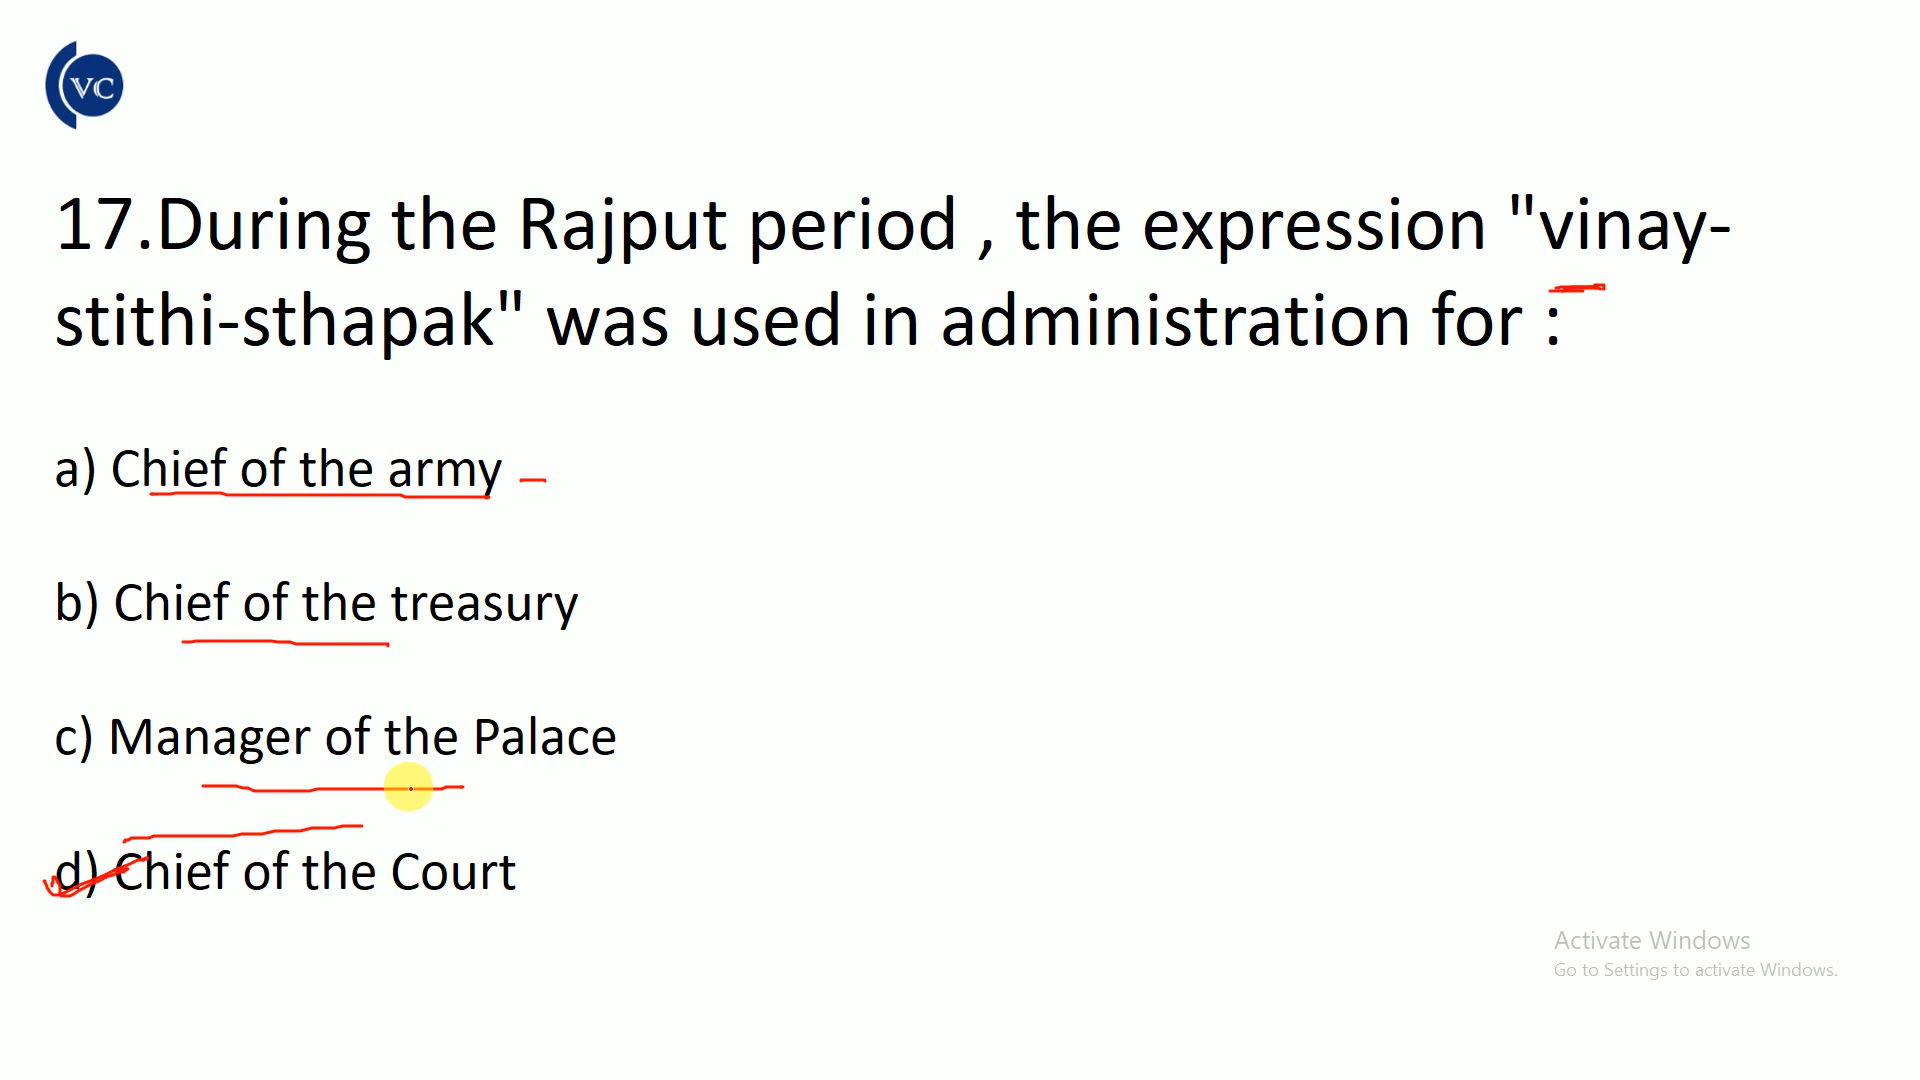 VC
17.During the Rajput period , the expression "vinay-
stithi-sthapak" was used in administration for :
a) Chief of the army
b) Chief of the treasury
c) Manager of the Palace
d) Chief of the Court
Activate Windows
Go to Settings to activate Windows.